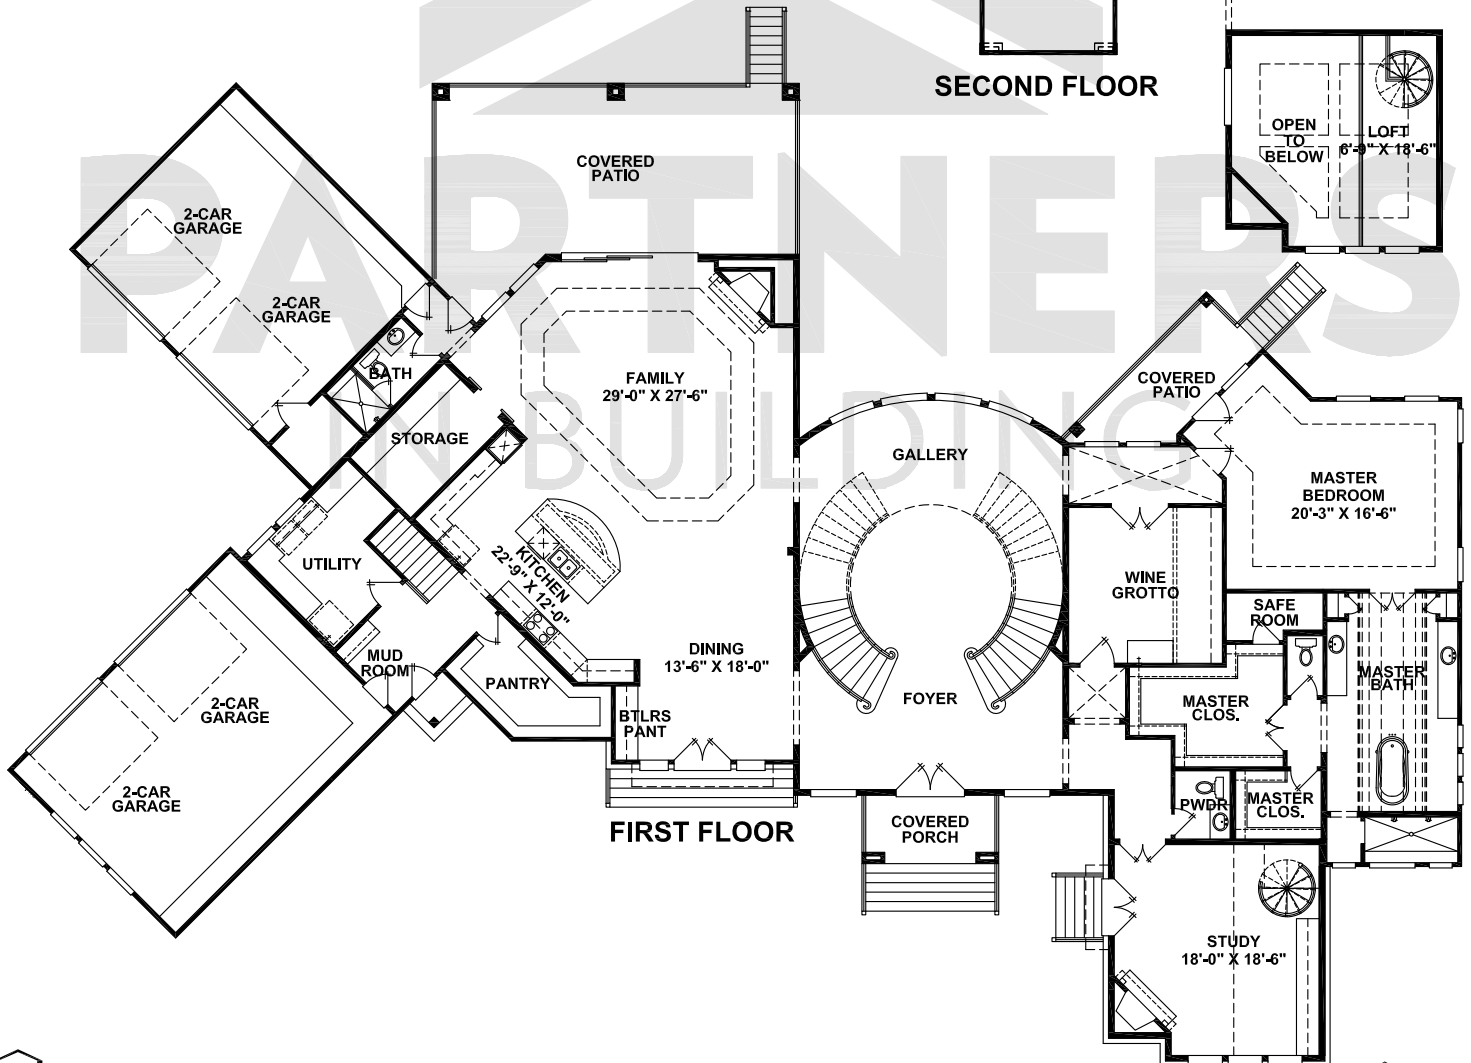 SECOND FLOOR
OPEN
TO
BELOW
LOFT
6'-9" X 18'-6"
PARTNERS
IN BUILDING
COVERED
PATIO
2-CAR
GARAGE
2-CAR
GARAGE
BATH
STORAGE
FAMILY
29'-0" X 27'-6"
GALLERY
COVERED
PATIO
MASTER
BEDROOM
20'-3" X 16'-6"
UTILITY
KITCHEN
22'-9" X 12'-0"
WINE
GROTTO
SAFE
ROOM
MUD
ROOM
PANTRY
DINING
13'-6" X 18'-0"
BTLRS
PANT
FOYER
MASTER
CLOS.
MASTER
BATH
2-CAR
GARAGE
2-CAR
GARAGE
FIRST FLOOR
COVERED
PORCH
PWDR
MASTER
CLOS.
STUDY
18'-0" X 18'-6"